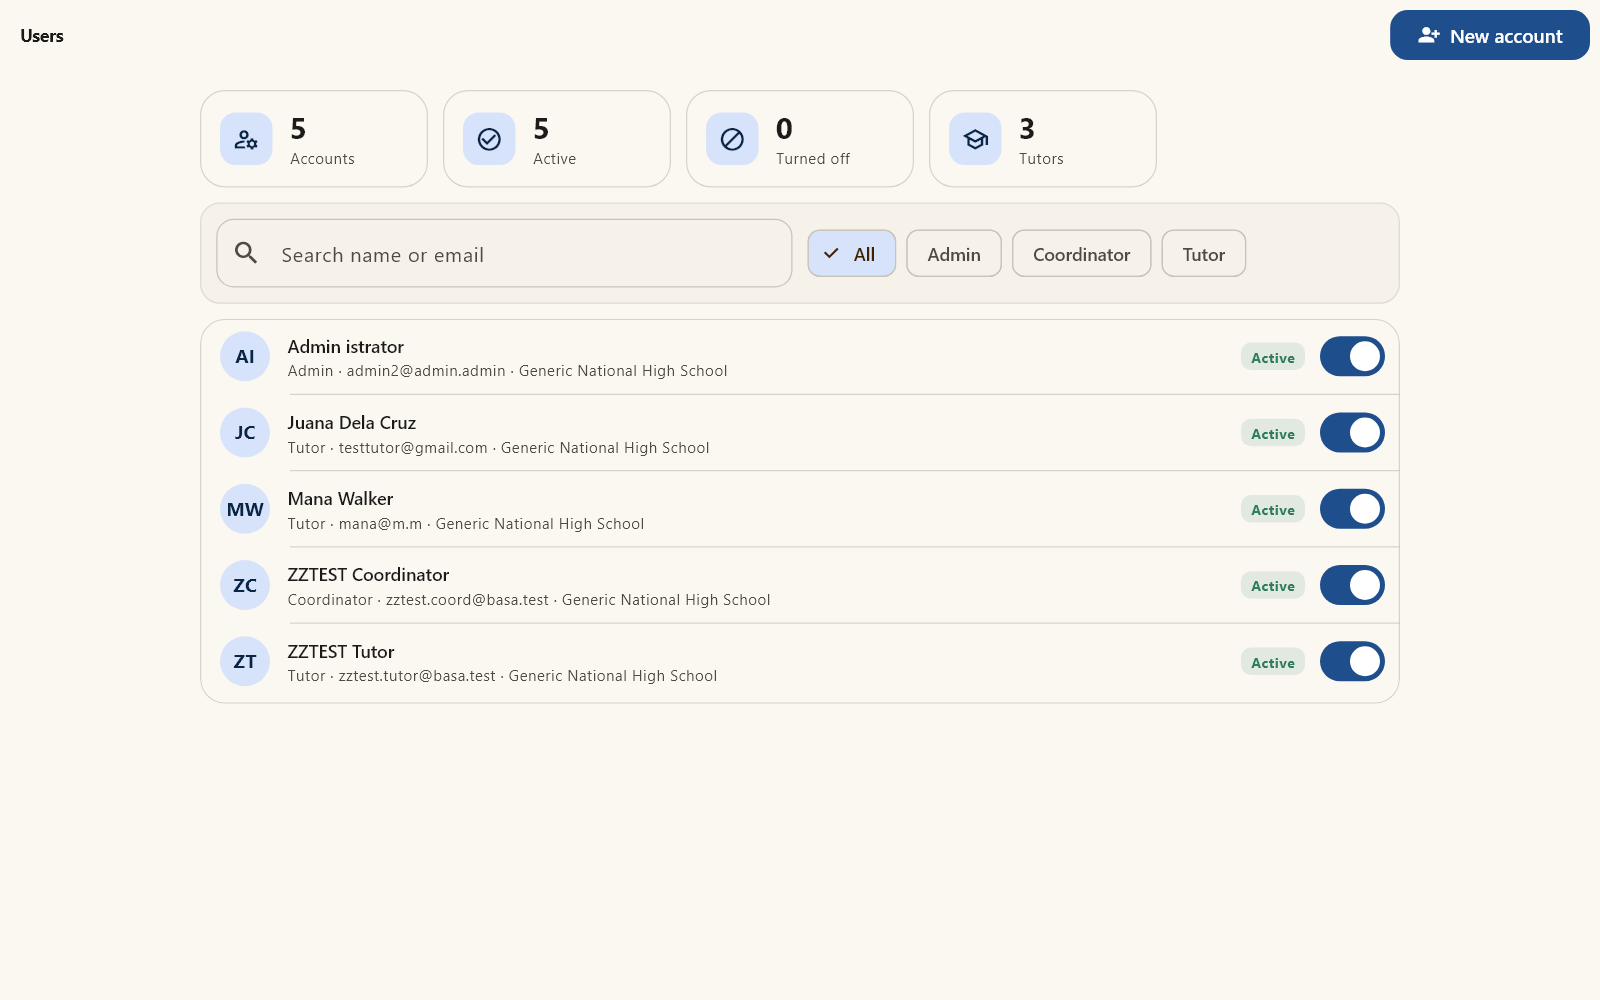 Users
New account
5
Accounts
5
Active
0
Turned off
3
Tutors
Search name or email
All
Admin
Coordinator
Tutor
AI
Admin istrator
Admin · admin2@admin.admin · Generic National High School
Active
JC
Juana Dela Cruz
Tutor · testtutor@gmail.com · Generic National High School
Active
MW
Mana Walker
Tutor · mana@m.m · Generic National High School
Active
ZC
ZZTEST Coordinator
Coordinator · zztest.coord@basa.test · Generic National High School
Active
ZT
ZZTEST Tutor
Tutor · zztest.tutor@basa.test · Generic National High School
Active